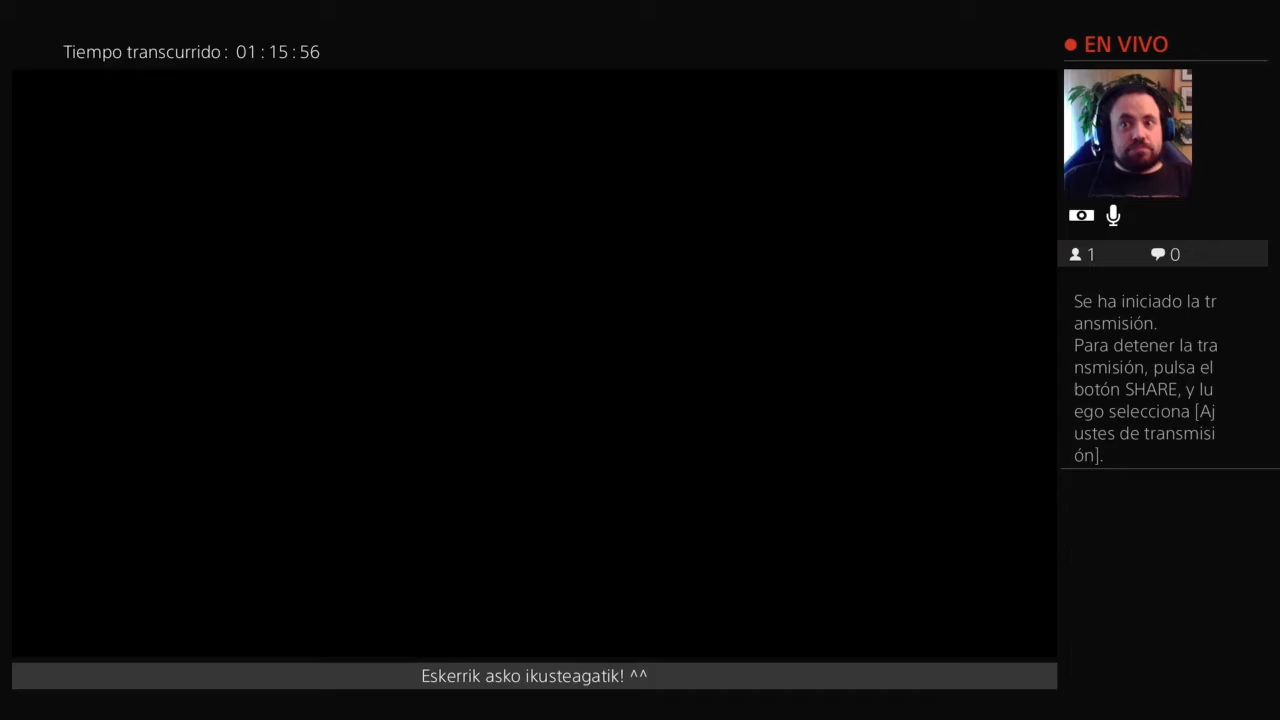 Tiempo transcurrido: 01:15:56
EN VIVO
1 0
Se ha iniciado la tr
ansmisión.
Para detener la tra
nsmisión, pulsa el
botón SHARE, y lu
ego selecciona [Aj
ustes de transmisi
ón].
Eskerrik asko ikusteagatik! ^^